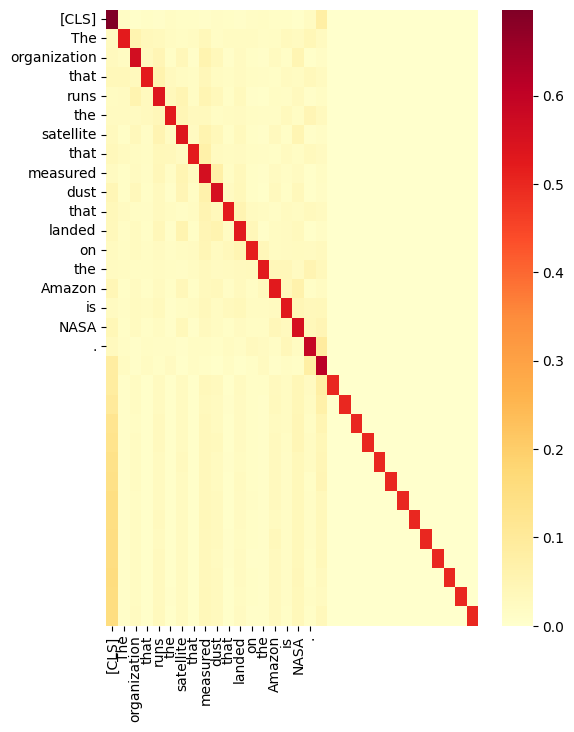 [CLS]
The
organization
that
runs
the
satellite
that
measured
dust
that
landed
on
the
Amazon
is
NASA
.
[CLS]
The
organization
that
runs
the
satellite
that
measured
dust
that
landed
on
the
Amazon
is
NASA
.
0.6
0.5
0.4
0.3
0.2
0.1
0.0